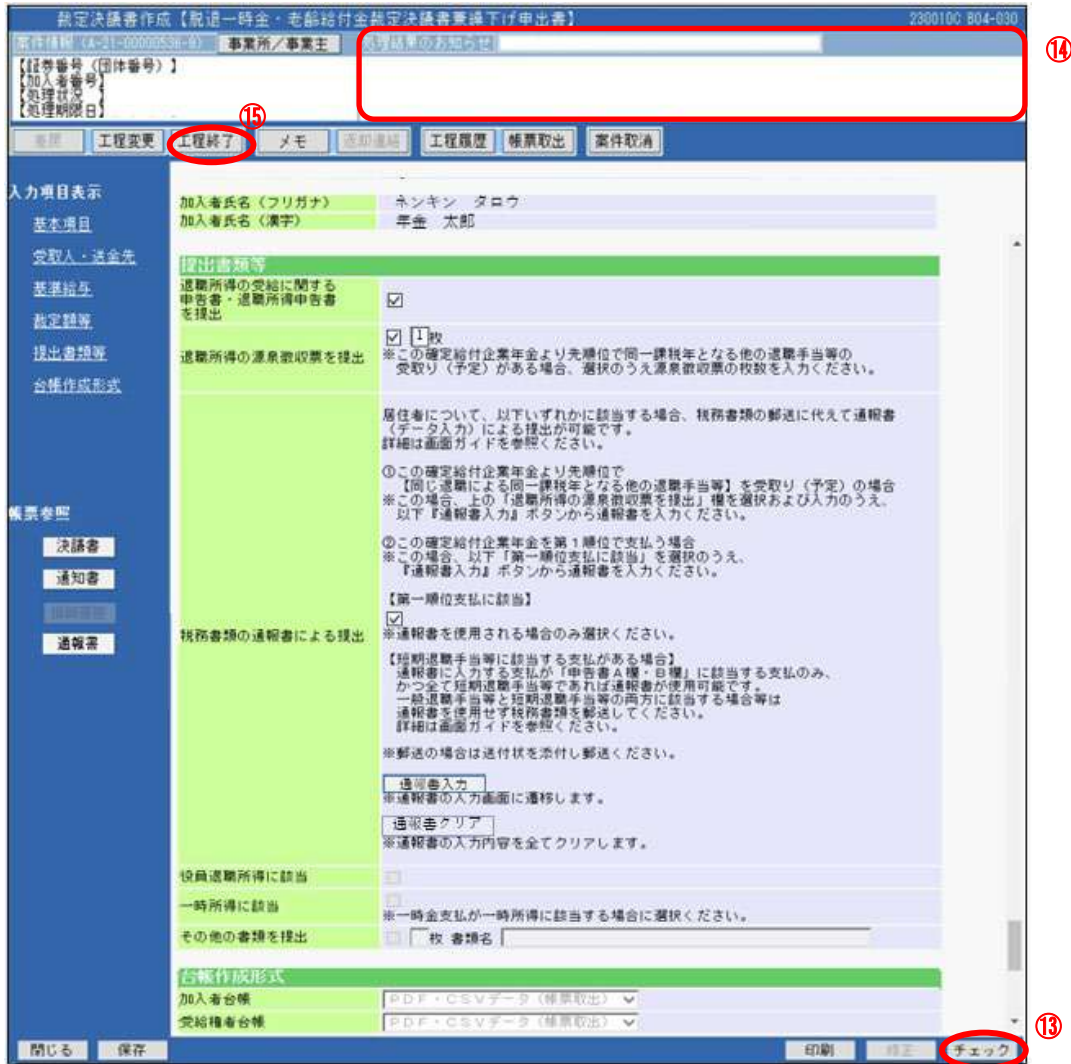 裁定決議書作成【脱退一時金・老齢給付金裁定決議書兼繰下げ申出書】 230010C B04-030
案件情報 (A-21-00000536-0) 事業所/事業主 処理結果のお知らせ
⑭
【証券番号(団体番号)】
【加入者番号】
【処理状況 】
【処理期限日】
⑮
差戻 工程変更 工程終了 メモ 返却連絡 工程履歴 帳票取出 案件取消
入力項目表示
基本項目
受取人・送金先
基準給与
裁定額等
提出書類等
台帳作成形式
帳票参照
決議書
通知書
通報書
加入者氏名(フリガナ) ネンキン タロウ
加入者氏名(漢字) 年金 太郎
提出書類等
退職所得の受給に関する
申告書・退職所得申告書
を提出
退職所得の源泉徴収票を提出
1枚
※この確定給付企業年金より先順位で同一課税年となる他の退職手当等の
受取り(予定)がある場合、選択のうえ源泉徴収票の枚数を入力ください。
税務書類の通報書による提出
居住者について、以下いずれかに該当する場合、税務書類の郵送に代えて通報書
(データ入力)による提出が可能です。
詳細は画面ガイドを参照ください。
①この確定給付企業年金より先順位で
【同じ退職による同一課税年となる他の退職手当等】を受取り(予定)の場合
※この場合、上の「退職所得の源泉徴収票を提出」欄を選択および入力のうえ、
以下『通報書入力』ボタンから通報書を入力ください。
②この確定給付企業年金を第1順位で支払う場合
※この場合、以下「第一順位支払に該当」を選択のうえ、
『通報書入力』ボタンから通報書を入力ください。
【第一順位支払に該当】
※通報書を使用される場合のみ選択ください。
【短期退職手当等に該当する支払がある場合】
通報書に入力する支払が「申告書A欄・B欄」に該当する支払のみ、
かつ全て短期退職手当等であれば通報書が使用可能です。
一般退職手当等と短期退職手当等の両方に該当する場合等は
通報書を使用せず税務書類を郵送してください。
詳細は画面ガイドを参照ください。
※郵送の場合は送付状を添付し郵送ください。
通報書入力
※通報書の入力画面に遷移します。
通報書クリア
※通報書の入力内容を全てクリアします。
役員退職所得に該当
一時所得に該当
※一時金支払が一時所得に該当する場合に選択ください。
その他の書類を提出 枚 書類名
台帳作成形式
加入者台帳 PDF・CSVデータ(帳票取出)
受給権者台帳 PDF・CSVデータ(帳票取出)
⑬
閉じる 保存 印刷 修正 チェック